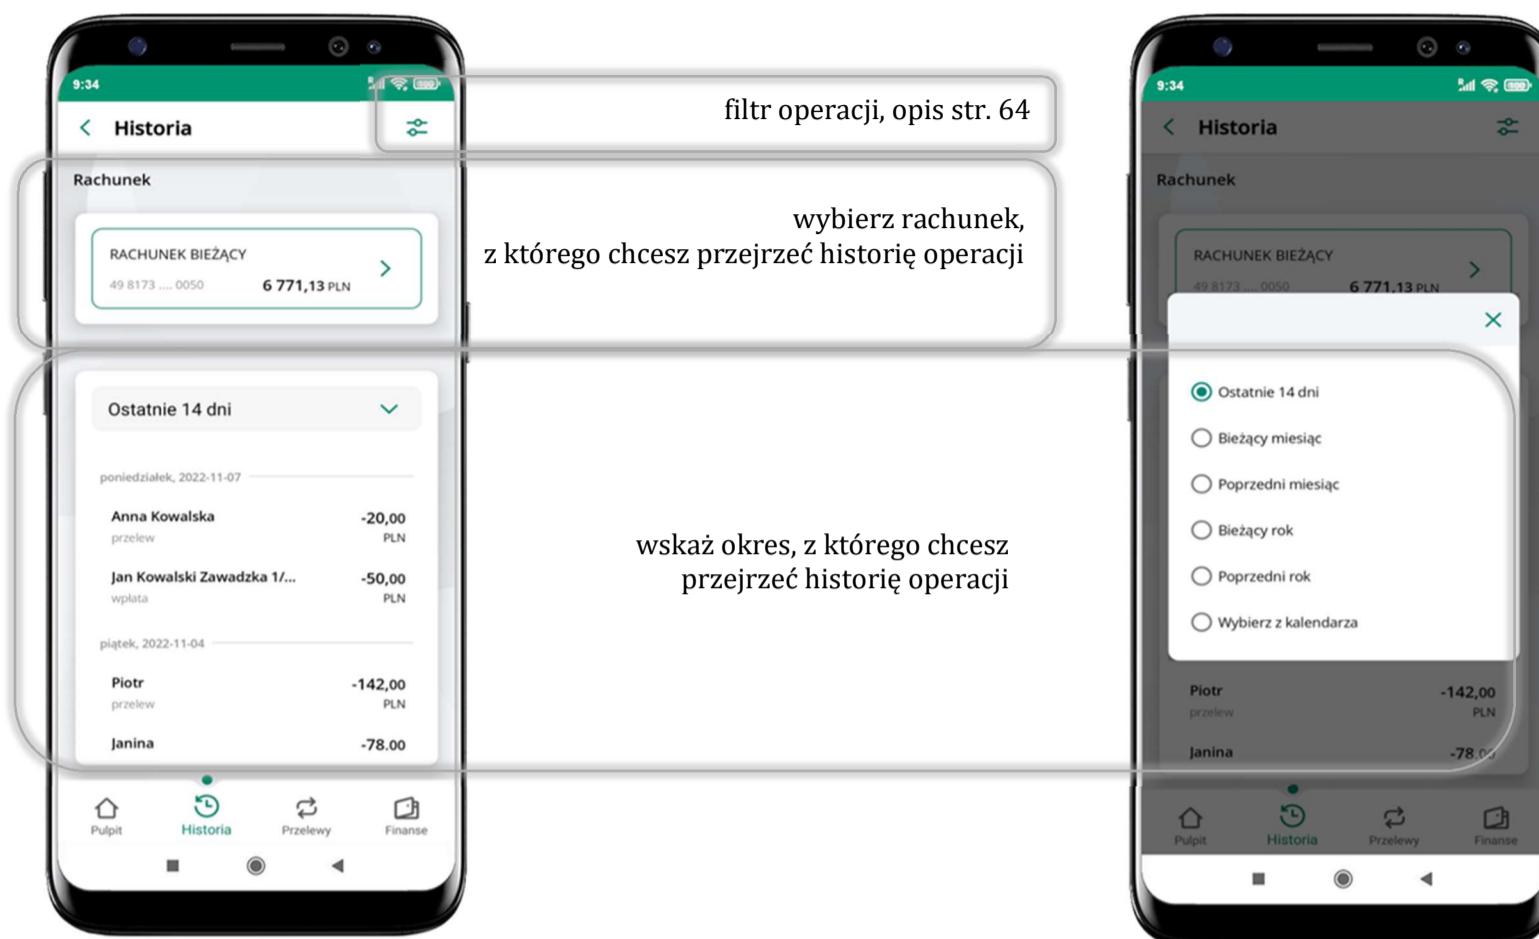 9:34
Historia
Rachunek
RACHUNEK BIEŻĄCY
49 8173 .... 0050 6 771,13 PLN
Ostatnie 14 dni
poniedziałek, 2022-11-07
Anna Kowalska -20,00
przelew PLN
Jan Kowalski Zawadzka 1/... -50,00
wpłata PLN
piątek, 2022-11-04
Piotr -142,00
przelew PLN
Janina -78.00
Pulpit Historia Przelewy Finanse
filtr operacji, opis str. 64
wybierz rachunek,
z którego chcesz przejrzeć historię operacji
wskaż okres, z którego chcesz
przejrzeć historię operacji
9:34
Historia
Rachunek
RACHUNEK BIEŻĄCY
49 8173 .... 0050 6 771,13 PLN
Ostatnie 14 dni
Bieżący miesiąc
Poprzedni miesiąc
Bieżący rok
Poprzedni rok
Wybierz z kalendarza
Piotr -142,00
przelew PLN
Janina -78.00
Pulpit Historia Przelewy Finanse